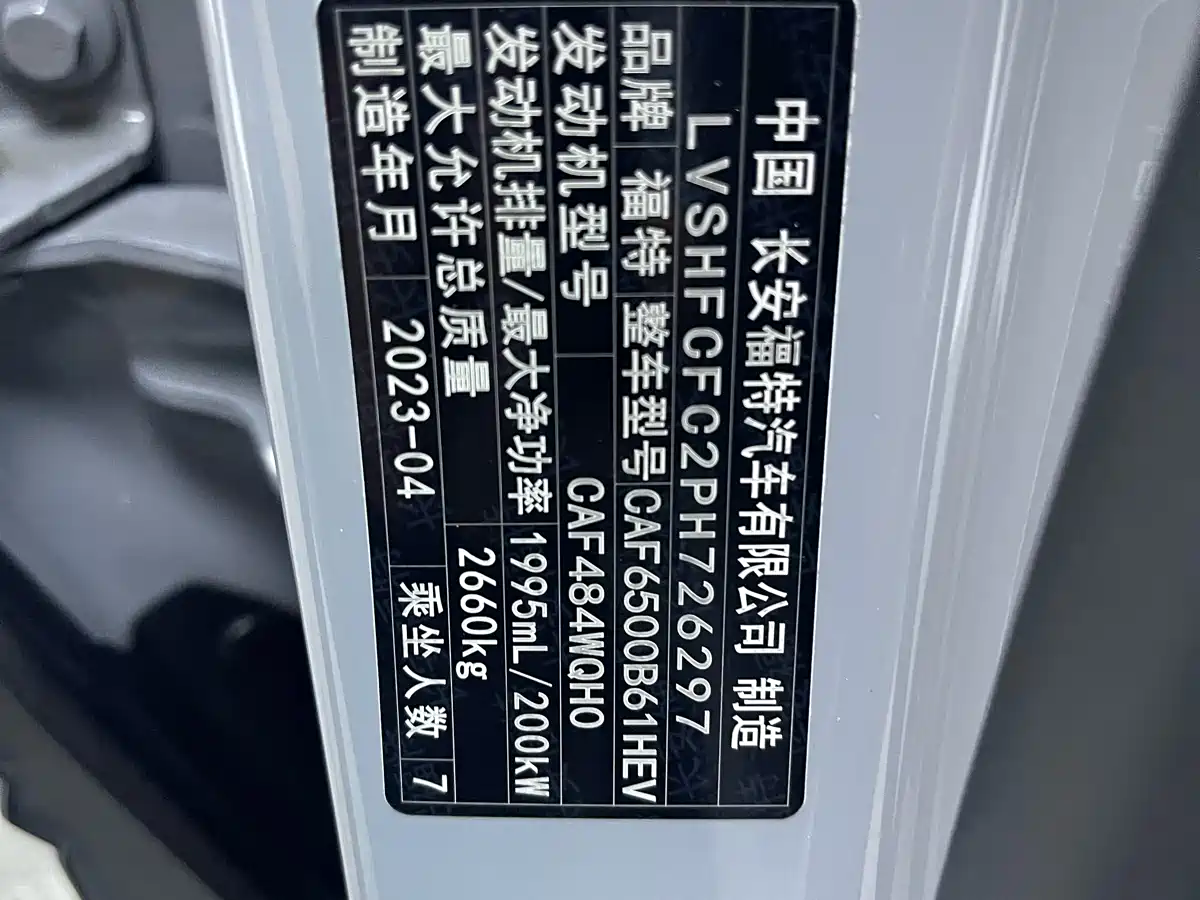 中国 长安福特汽车有限公司 制造
LVSHFCFC2PH726297
品牌 福特 整车型号 CAF6500B61HEV
发动机型号 CAF484WQH0
发动机排量/最大净功率 1995mL/200kW
最大允许总质量 2660kg
制造年月 2023-04 乘坐人数 7